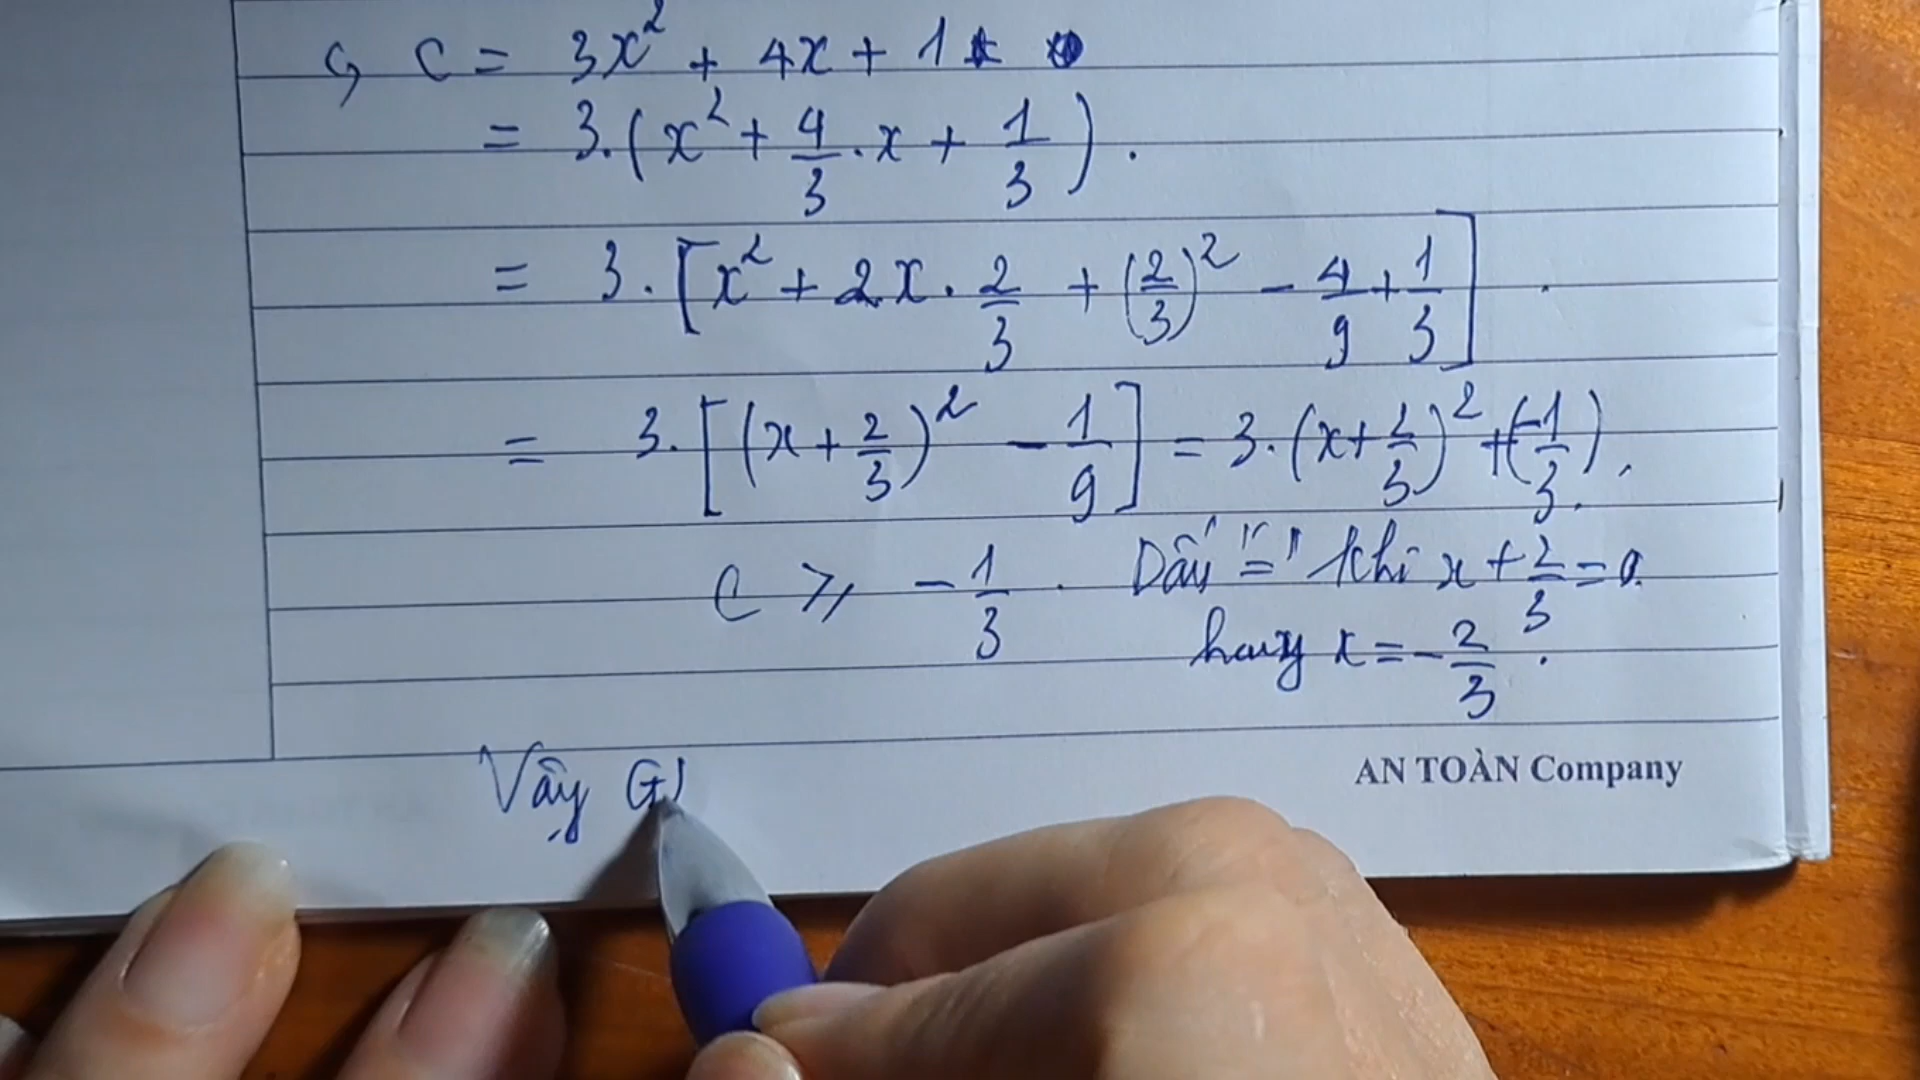 c, C = 3x² + 4x + 1
= 3.(x² + 4/3 . x + 1/3).
= 3.[x² + 2x . 2/3 + (2/3)² - 4/9 + 1/3] .
= 3.[(x + 2/3)² - 1/9] = 3.(x + 2/3)² + (-1/3).
C ⩾ -1/3 . Dấu "=" khi x + 2/3 = 0.
hay x = -2/3 .
AN TOÀN Company
Vậy G